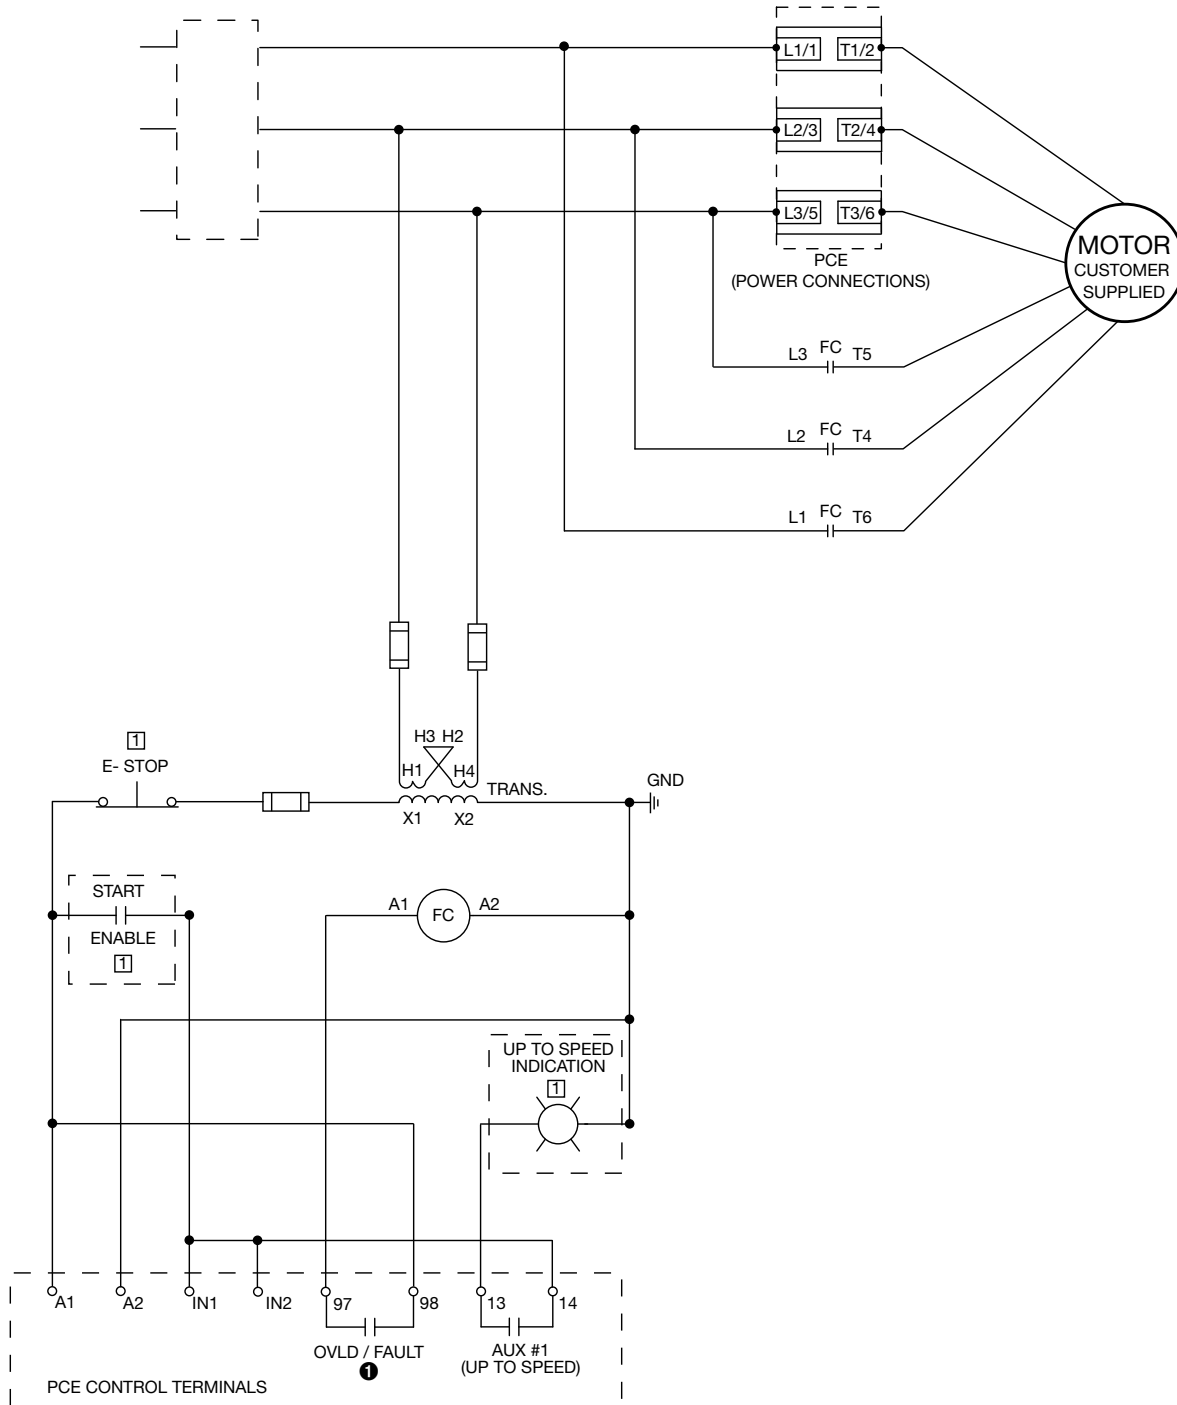 L1/1 T1/2
L2/3 T2/4
L3/5 T3/6
PCE
(POWER CONNECTIONS)
MOTOR
CUSTOMER
SUPPLIED
L3 FC T5
L2 FC T4
L1 FC T6
H3 H2
H1 H4
TRANS.
X1 X2
GND
1
E- STOP
START
ENABLE
1
A1 FC A2
UP TO SPEED
INDICATION
1
A1 A2 IN1 IN2 97 98 13 14
OVLD / FAULT
1
AUX #1
(UP TO SPEED)
PCE CONTROL TERMINALS